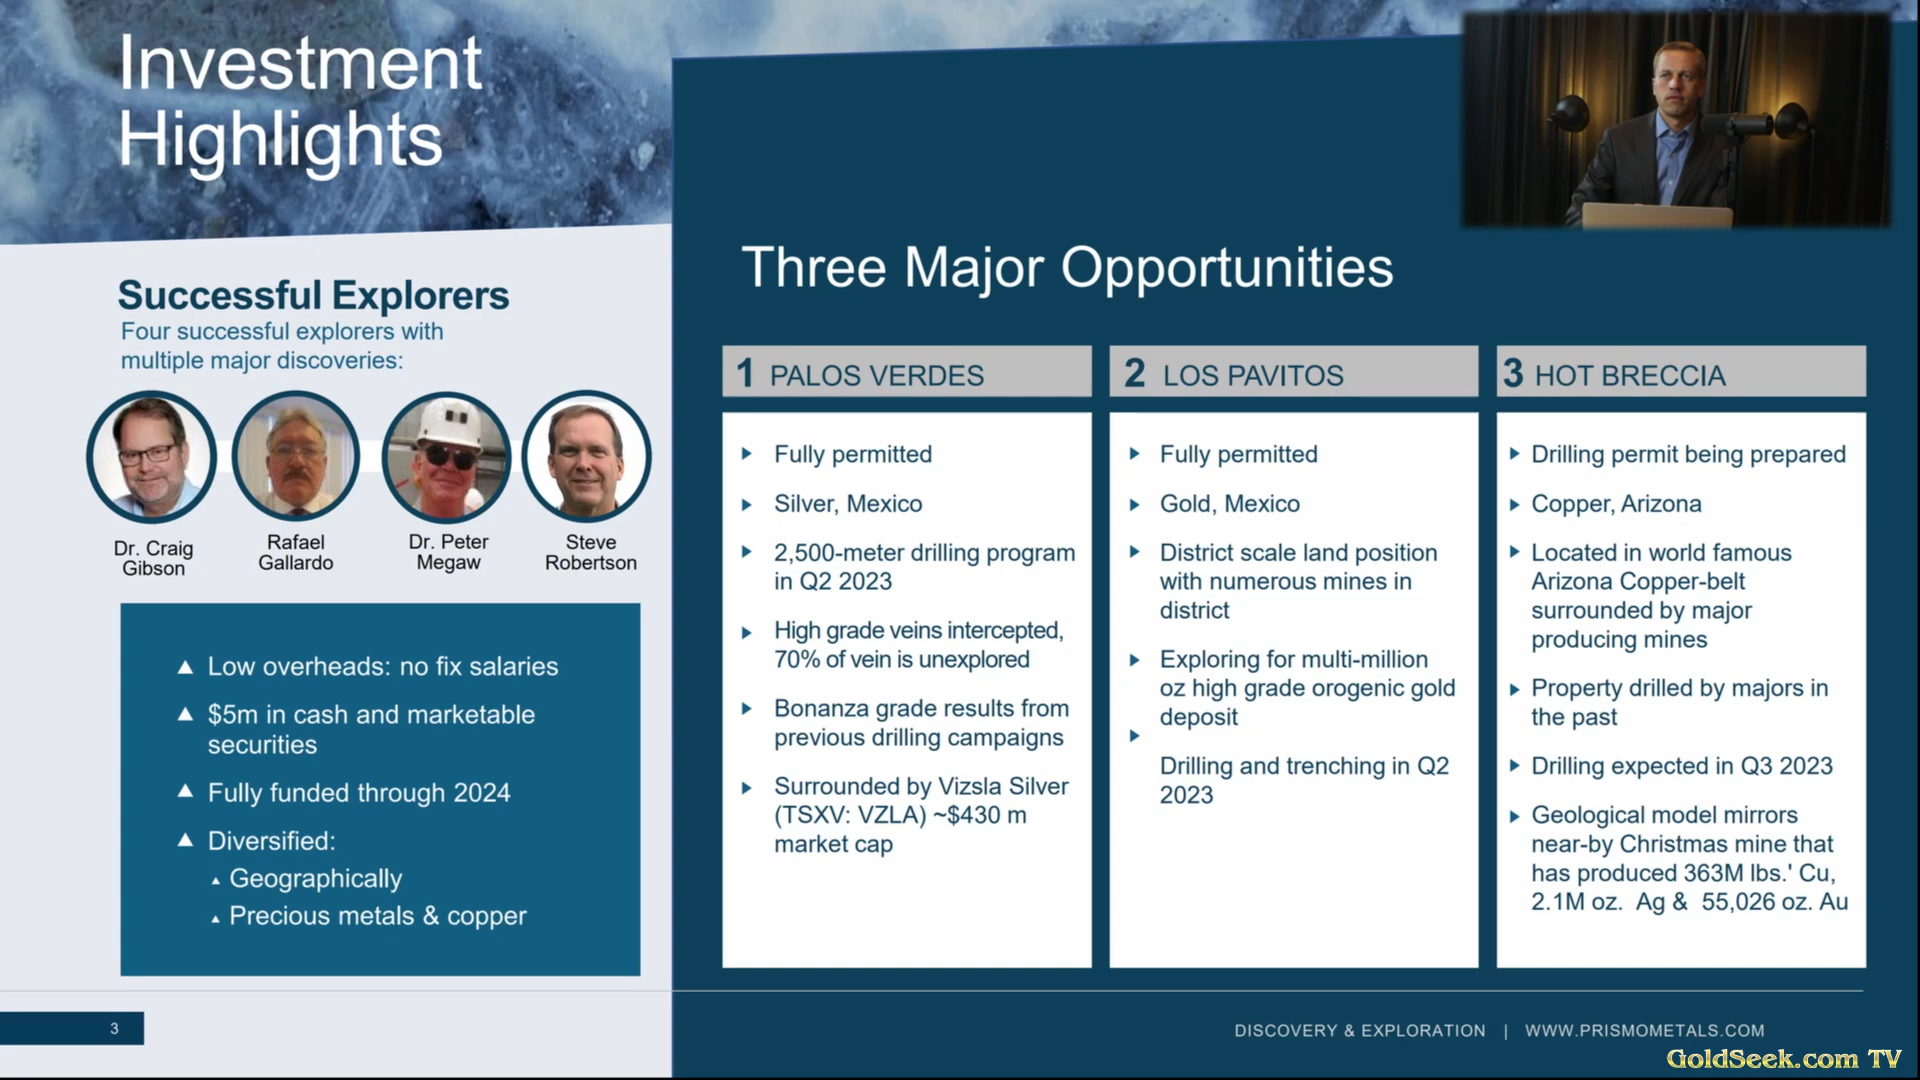 Investment
Highlights
Successful Explorers
Four successful explorers with
multiple major discoveries:
Dr. Craig
Gibson
Rafael
Gallardo
Dr. Peter
Megaw
Steve
Robertson
Low overheads: no fix salaries
$5m in cash and marketable
securities
Fully funded through 2024
Diversified:
Geographically
Precious metals & copper
3
Three Major Opportunities
1 PALOS VERDES
Fully permitted
Silver, Mexico
2,500-meter drilling program
in Q2 2023
High grade veins intercepted,
70% of vein is unexplored
Bonanza grade results from
previous drilling campaigns
Surrounded by Vizsla Silver
(TSXV: VZLA) ~$430 m
market cap
2 LOS PAVITOS
Fully permitted
Gold, Mexico
District scale land position
with numerous mines in
district
Exploring for multi-million
oz high grade orogenic gold
deposit
Drilling and trenching in Q2
2023
3 HOT BRECCIA
Drilling permit being prepared
Copper, Arizona
Located in world famous
Arizona Copper-belt
surrounded by major
producing mines
Property drilled by majors in
the past
Drilling expected in Q3 2023
Geological model mirrors
near-by Christmas mine that
has produced 363M lbs.' Cu,
2.1M oz. Ag & 55,026 oz. Au
DISCOVERY & EXPLORATION | WWW.PRISMOMETALS.COM
GoldSeek.com TV